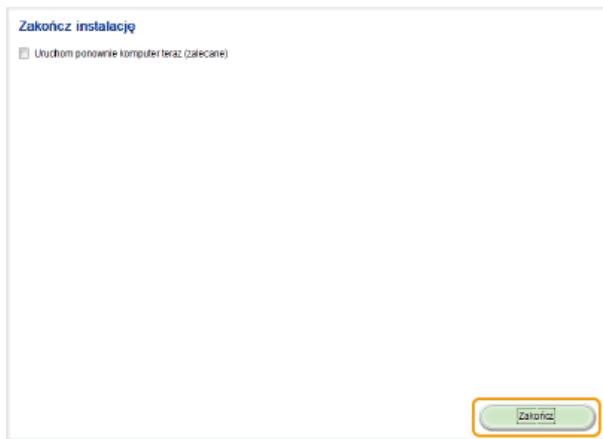 Zakończ instalację
Uruchom ponownie komputer teraz (zalecane)
Zakończ